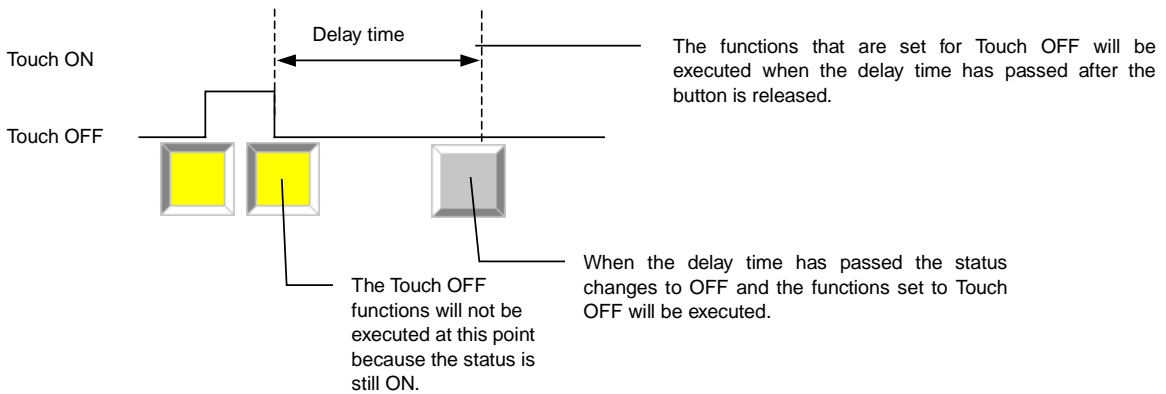 Delay time
Touch ON
The functions that are set for Touch OFF will be
executed when the delay time has passed after the
button is released.
Touch OFF
When the delay time has passed the status
changes to OFF and the functions set to Touch
OFF will be executed.
The Touch OFF
functions will not be
executed at this point
because the status is
still ON.